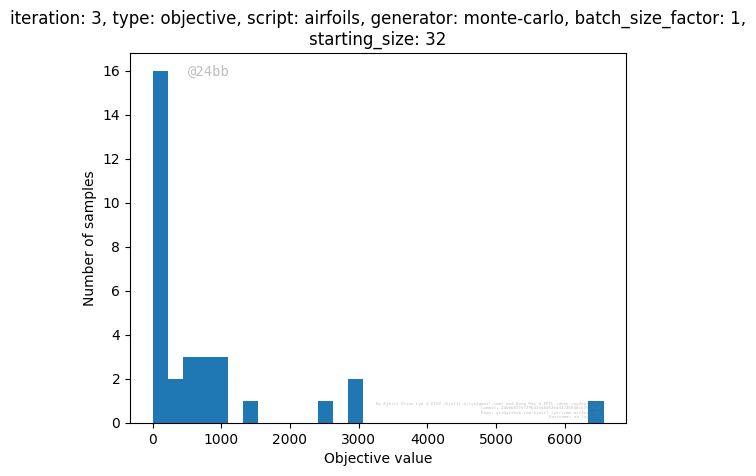 iteration: 3, type: objective, script: airfoils, generator: monte-carlo, batch_size_factor: 1,
starting_size: 32
@24bb
16
14
12
10
8
6
4
2
0
Number of samples
0 1000 2000 3000 4000 5000 6000
Objective value